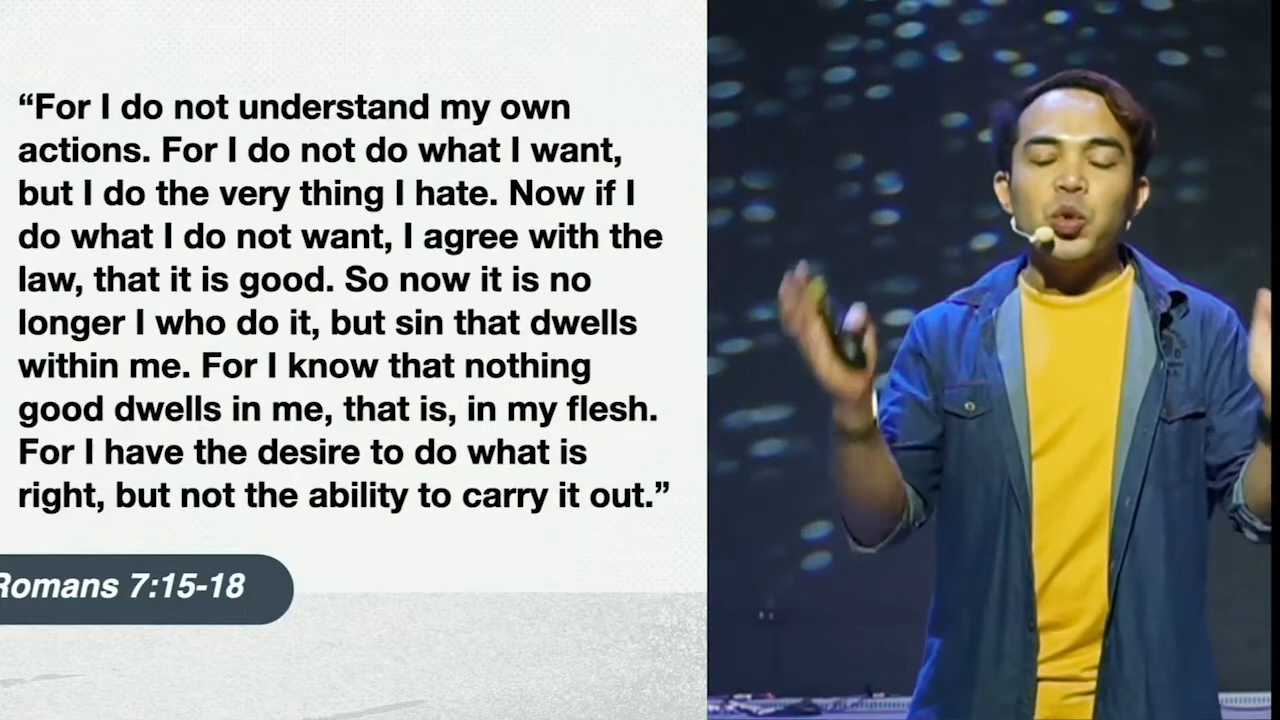 “For I do not understand my own
actions. For I do not do what I want,
but I do the very thing I hate. Now if I
do what I do not want, I agree with the
law, that it is good. So now it is no
longer I who do it, but sin that dwells
within me. For I know that nothing
good dwells in me, that is, in my flesh.
For I have the desire to do what is
right, but not the ability to carry it out.”
Romans 7:15-18